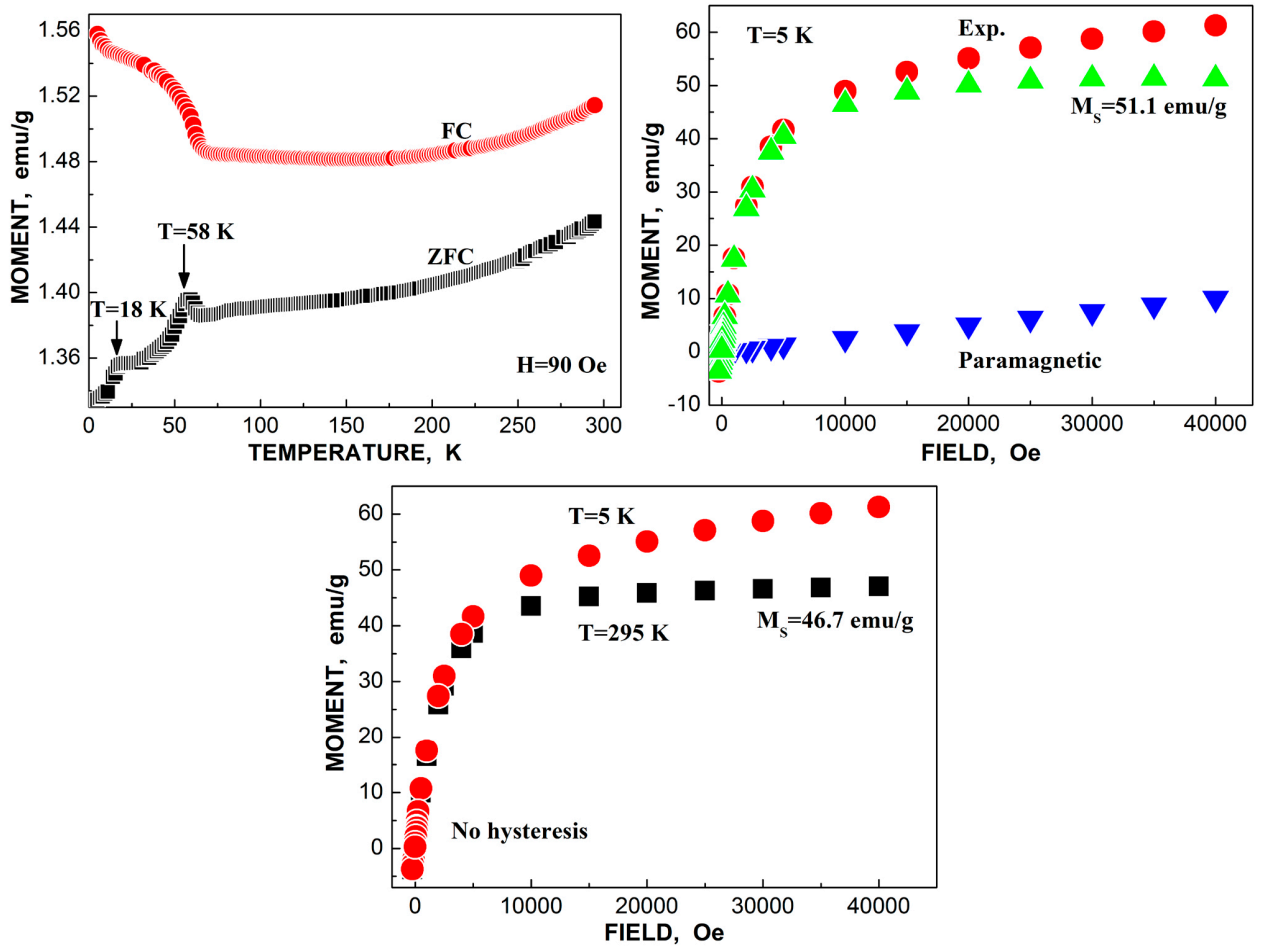 1.56
1.52
1.48
1.44
1.40
1.36
MOMENT, emu/g
FC
T=58 K
ZFC
T=18 K
H=90 Oe
0 50 100 150 200 250 300
TEMPERATURE, K
60
50
40
30
20
10
0
-10
MOMENT, emu/g
T=5 K
Exp.
MS=51.1 emu/g
Paramagnetic
0 10000 20000 30000 40000
FIELD, Oe
60
50
40
30
20
10
0
MOMENT, emu/g
T=5 K
MS=46.7 emu/g
T=295 K
No hysteresis
0 10000 20000 30000 40000
FIELD, Oe